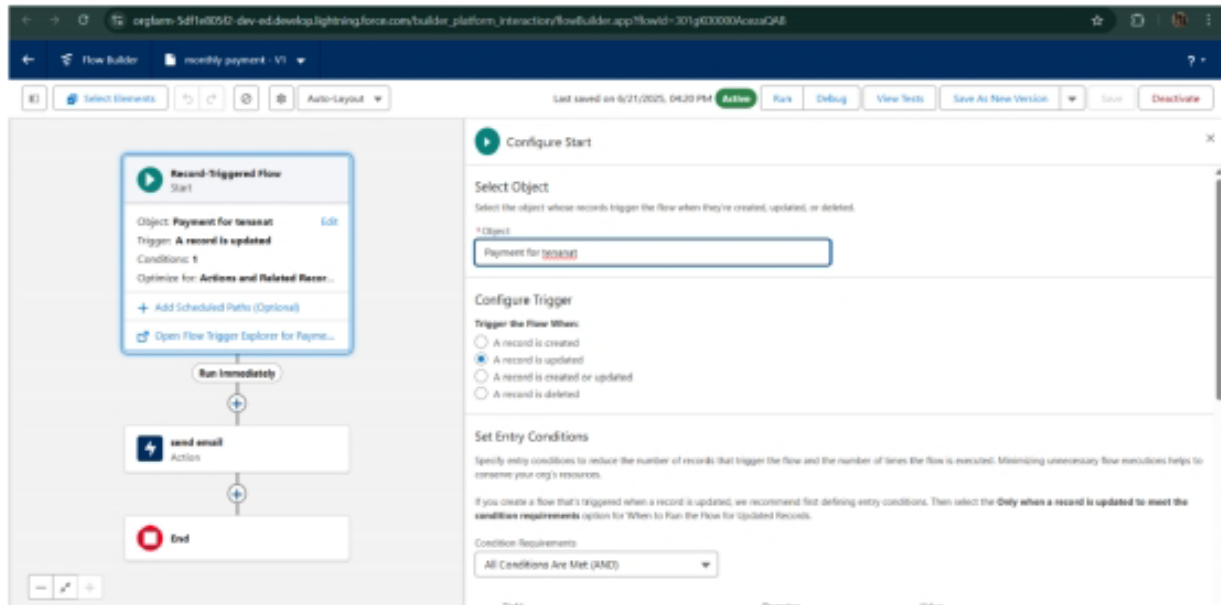 orgfarm-5df1e805f2-dev-ed.develop.lightning.force.com/builder_platform_interaction/flowBuilder.app?flowId=
Flow Builder monthly payment - V1 ?
Select Elements Auto-Layout Last saved on 6/21/2025, 04:20 PM Active Run Debug View Tests Save As New Version Save Deactivate
Record-Triggered Flow
Start
Object: Payment for tenanat Edit
Trigger: A record is updated
Conditions: 1
Optimize for: Actions and Related Recor...
+ Add Scheduled Paths (Optional)
Open Flow Trigger Explorer for Payme...
Run Immediately
send email
Action
End
Configure Start
Select Object
Select the object whose records trigger the flow when they're created, updated, or deleted.
* Object
Payment for tenanat
Configure Trigger
Trigger the Flow When:
A record is created
A record is updated
A record is created or updated
A record is deleted
Set Entry Conditions
Specify entry conditions to reduce the number of records that trigger the flow and the number of times the flow is executed. Minimizing unnecessary flow executions helps to
conserve your org's resources.
If you create a flow that's triggered when a record is updated, we recommend first defining entry conditions. Then select the Only when a record is updated to meet the
condition requirements option for When to Run the Flow for Updated Records.
Condition Requirements
All Conditions Are Met (AND)